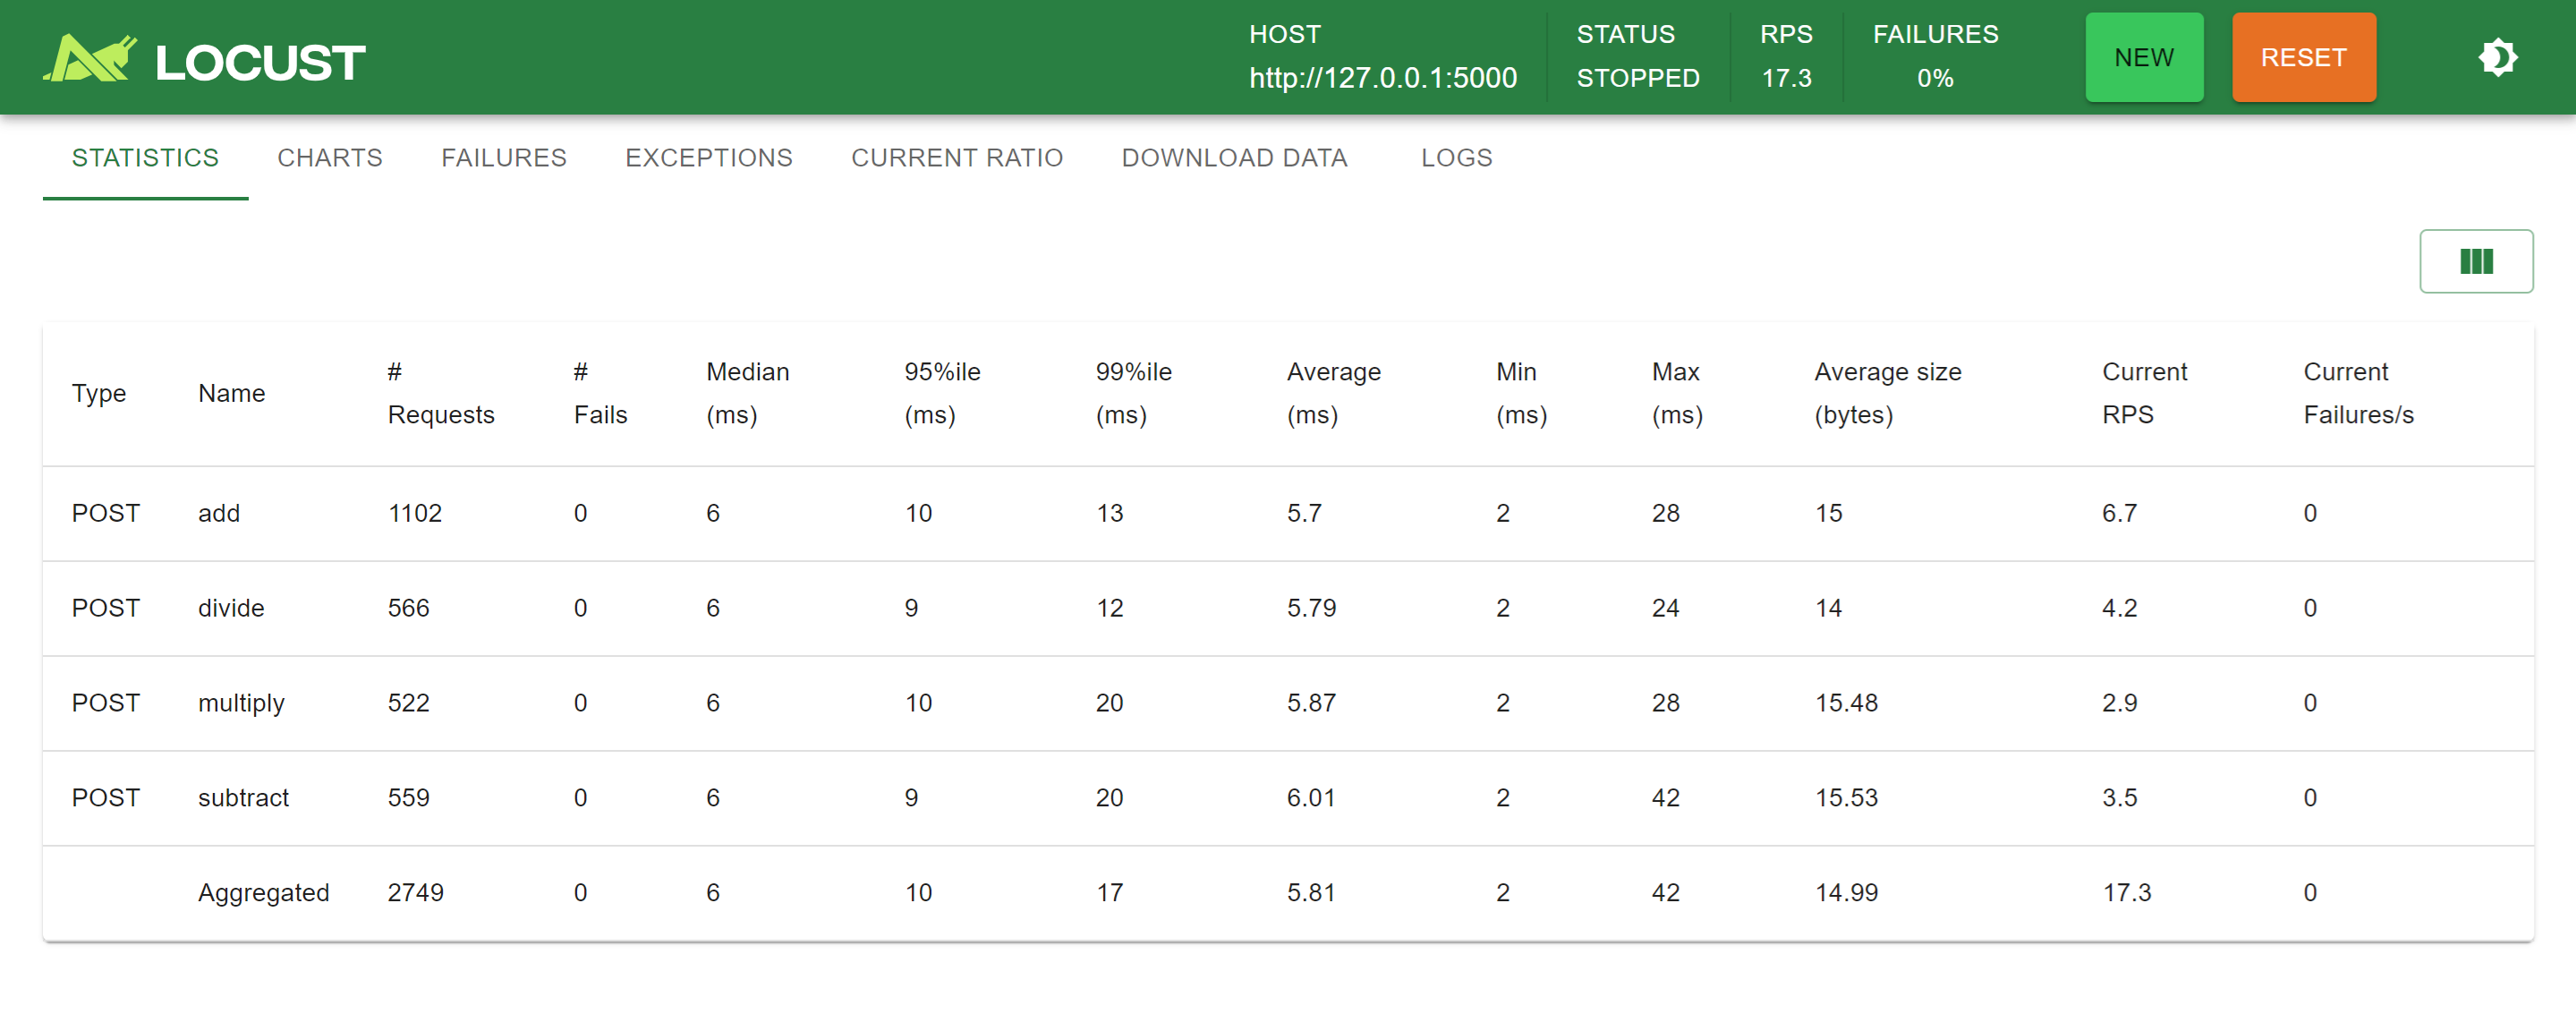 LOCUST
HOST
http://127.0.0.1:5000
STATUS
STOPPED
RPS
17.3
FAILURES
0%
NEW
RESET
STATISTICS CHARTS FAILURES EXCEPTIONS CURRENT RATIO DOWNLOAD DATA LOGS
Type Name # Requests # Fails Median (ms) 95%ile (ms) 99%ile (ms) Average (ms) Min (ms) Max (ms) Average size (bytes) Current RPS Current Failures/s
POST add 1102 0 6 10 13 5.7 2 28 15 6.7 0
POST divide 566 0 6 9 12 5.79 2 24 14 4.2 0
POST multiply 522 0 6 10 20 5.87 2 28 15.48 2.9 0
POST subtract 559 0 6 9 20 6.01 2 42 15.53 3.5 0
Aggregated 2749 0 6 10 17 5.81 2 42 14.99 17.3 0